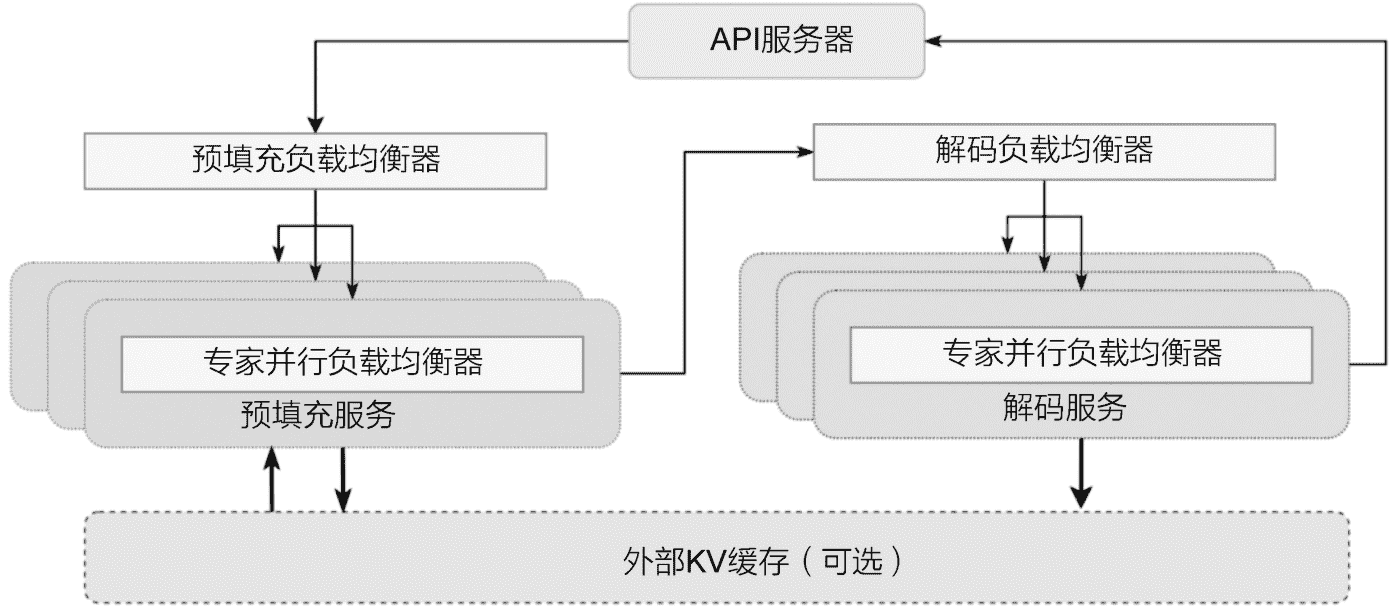 API服务器
预填充负载均衡器
解码负载均衡器
专家并行负载均衡器
预填充服务
专家并行负载均衡器
解码服务
外部KV缓存（可选）